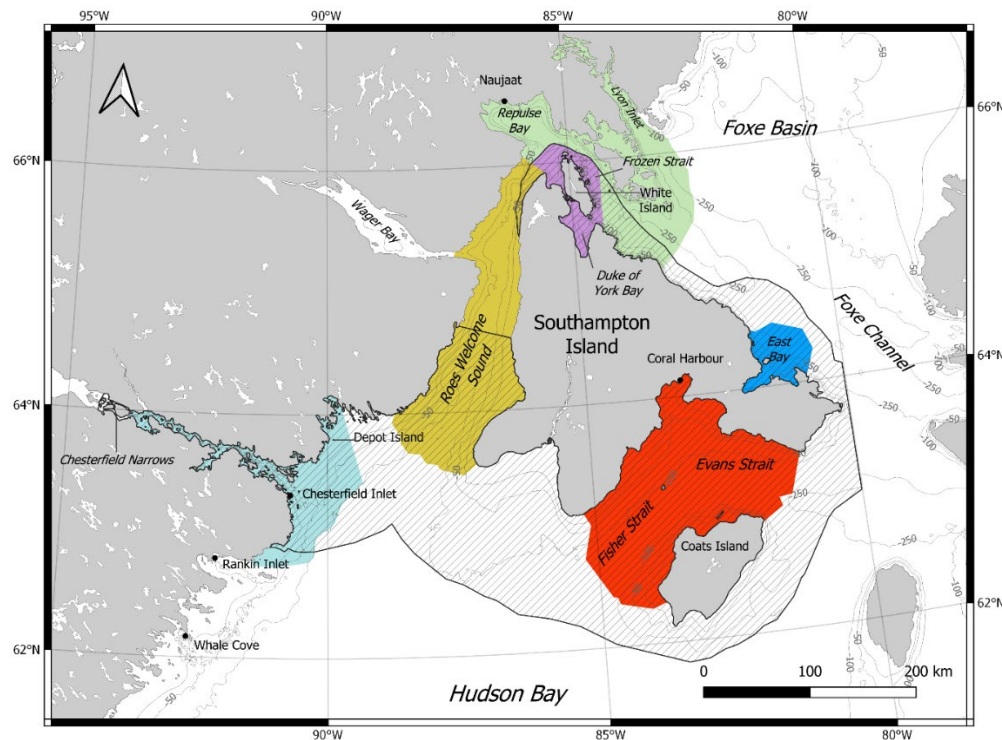 95°W
90°W
85°W
80°W
Naujaat
Repulse
Bay
Lyon Inlet
Foxe Basin
66°N
66°N
Frozen Strait
White
Island
Wager Bay
Duke of
York Bay
Foxe Channel
Roes Welcome
Sound
Southampton
Island
East
Bay
Coral Harbour
64°N
64°N
Depot Island
Chesterfield Narrows
Evans Strait
Chesterfield Inlet
Fisher Strait
Coats Island
Rankin Inlet
62°N
Whale Cove
62°N
0
100
200 km
Hudson Bay
90°W
85°W
80°W
-50
-100
-250